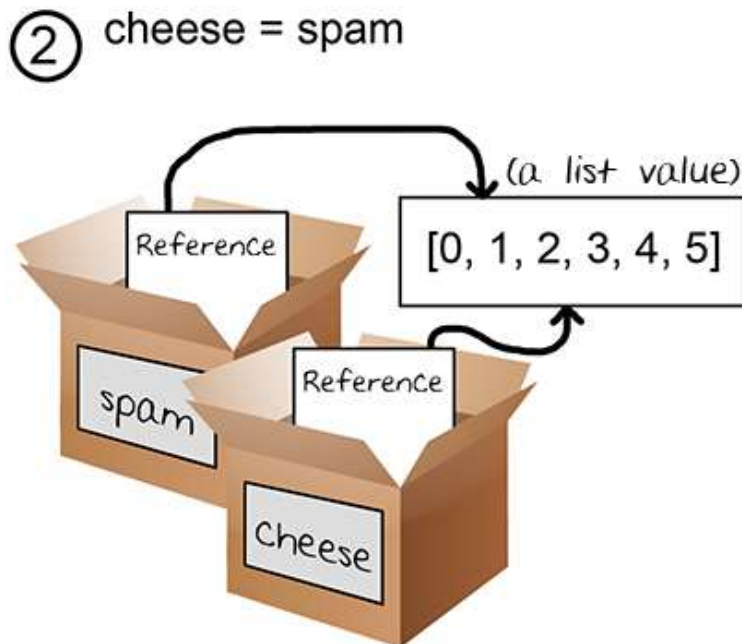 2 cheese = spam
(a list value)
Reference
[0, 1, 2, 3, 4, 5]
Reference
spam
Cheese